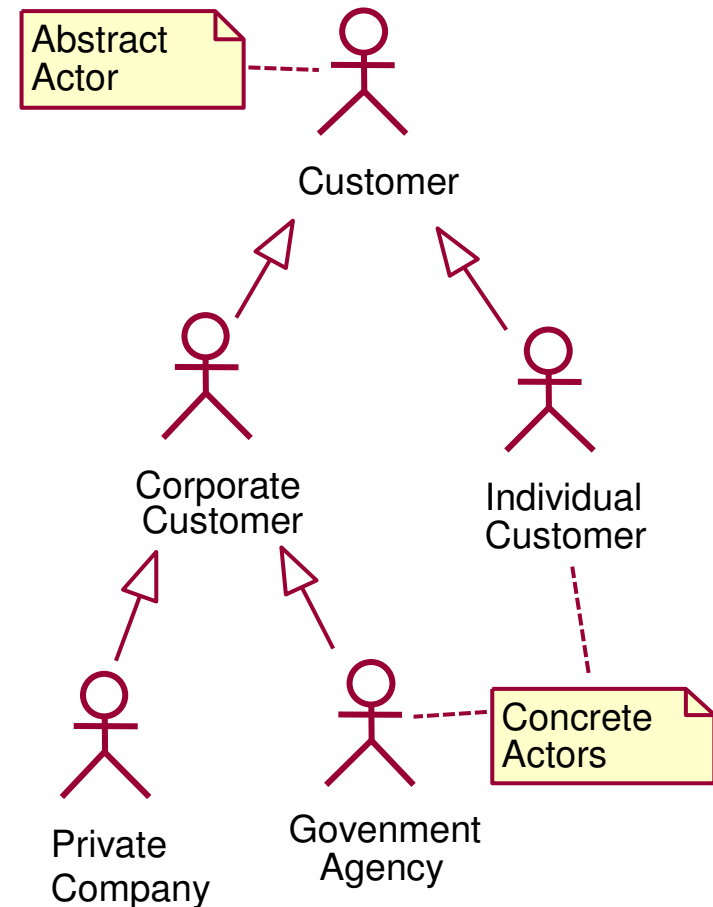 Abstract
Actor
Customer
Corporate
Customer
Individual
Customer
Concrete
Actors
Private
Company
Govenment
Agency